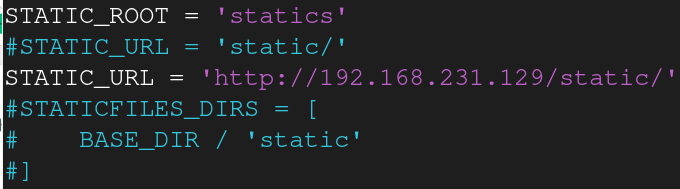 STATIC_ROOT = 'statics'
#STATIC_URL = 'static/'
STATIC_URL = 'http://192.168.231.129/static/'
#STATICFILES_DIRS = [
#    BASE_DIR / 'static'
#]